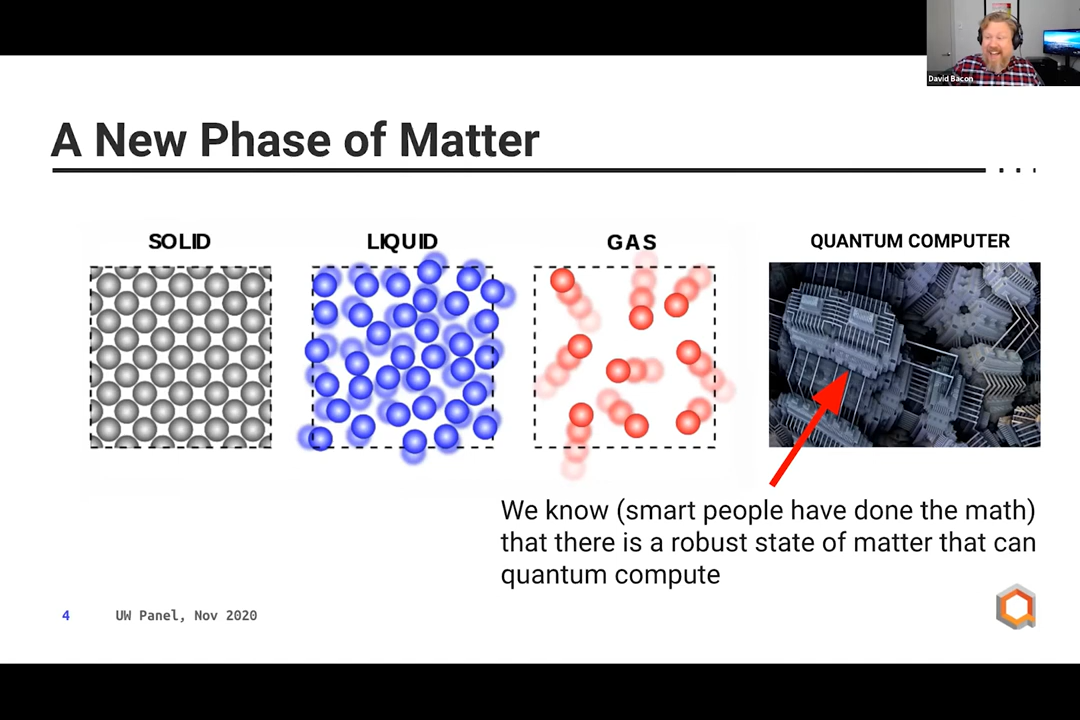 David Bacon
A New Phase of Matter
SOLID
LIQUID
GAS
QUANTUM COMPUTER
We know (smart people have done the math)
that there is a robust state of matter that can
quantum compute
4
UW Panel, Nov 2020